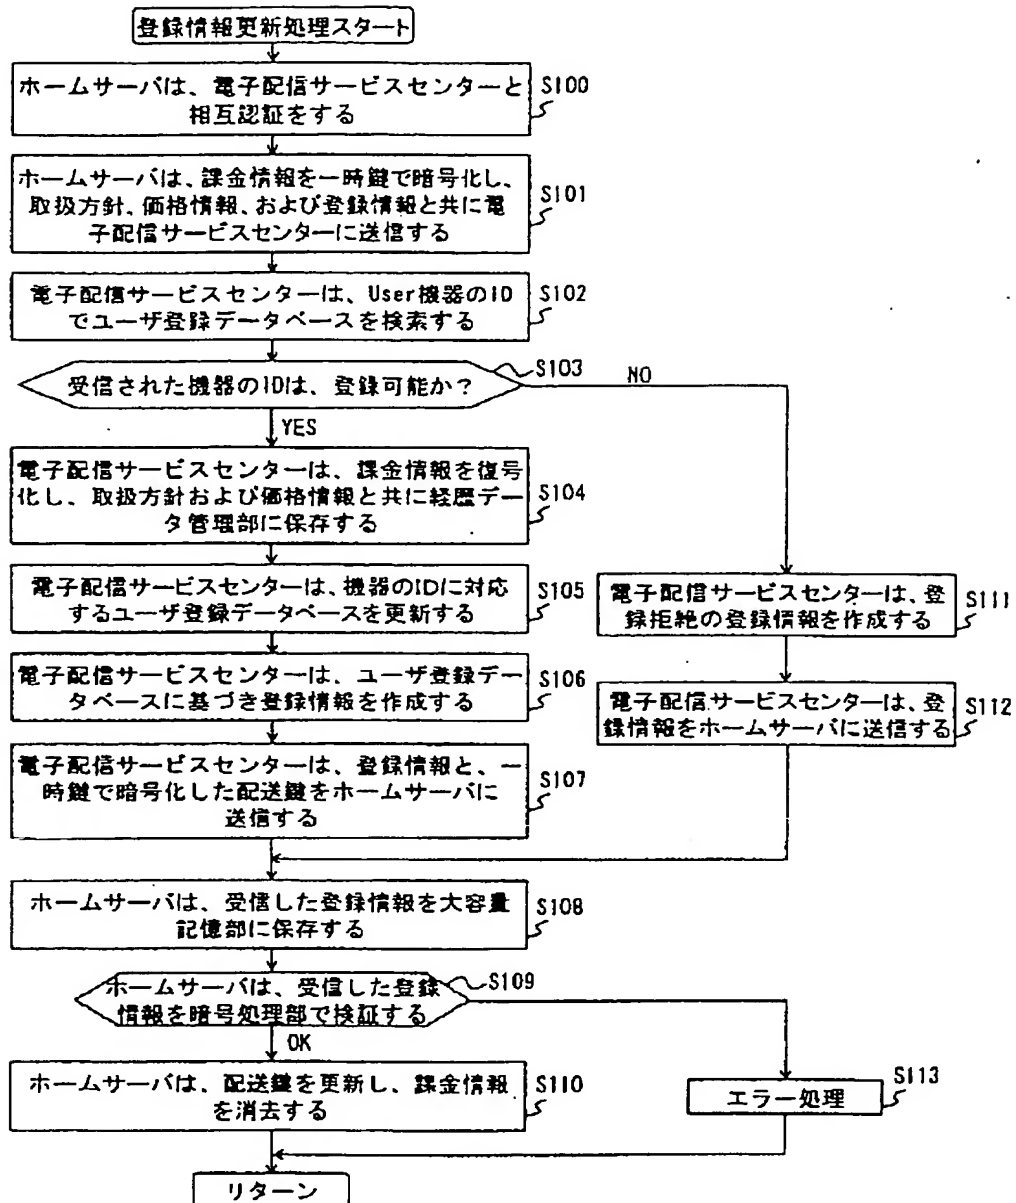 登録情報更新処理スタート
ホームサーバは、電子配信サービスセンターと
相互認証をする
S100
ホームサーバは、課金情報を一時鍵で暗号化し、
取扱方針、価格情報、および登録情報と共に電
子配信サービスセンターに送信する
S101
電子配信サービスセンターは、User機器のID
でユーザ登録データベースを検索する
S102
受信された機器のIDは、登録可能か？
S103
NO
YES
電子配信サービスセンターは、課金情報を復号
化し、取扱方針および価格情報と共に経歴デー
タ管理部に保存する
S104
電子配信サービスセンターは、機器のIDに対応
するユーザ登録データベースを更新する
S105
電子配信サービスセンターは、登
録拒絶の登録情報を作成する
S111
電子配信サービスセンターは、ユーザ登録デー
タベースに基づき登録情報を作成する
S106
電子配信サービスセンターは、登
録情報をホームサーバに送信する
S112
電子配信サービスセンターは、登録情報と、一
時鍵で暗号化した配送鍵をホームサーバに
送信する
S107
ホームサーバは、受信した登録情報を大容量
記憶部に保存する
S108
ホームサーバは、受信した登録
情報を暗号処理部で検証する
S109
OK
ホームサーバは、配送鍵を更新し、課金情報
を消去する
S110
エラー処理
S113
リターン